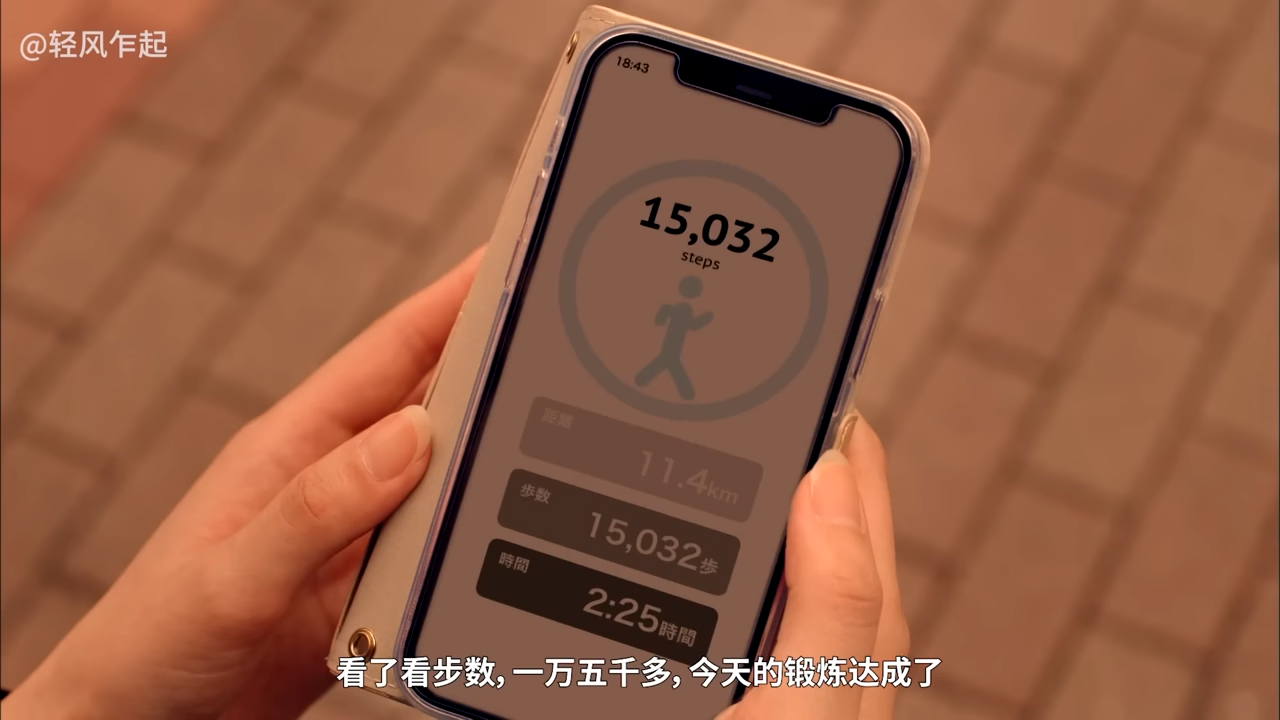 @轻风乍起
18:43
15,032
steps
距離
11.4km
歩数
15,032歩
時間
2:25時間
看了看步数, 一万五千多, 今天的锻炼达成了